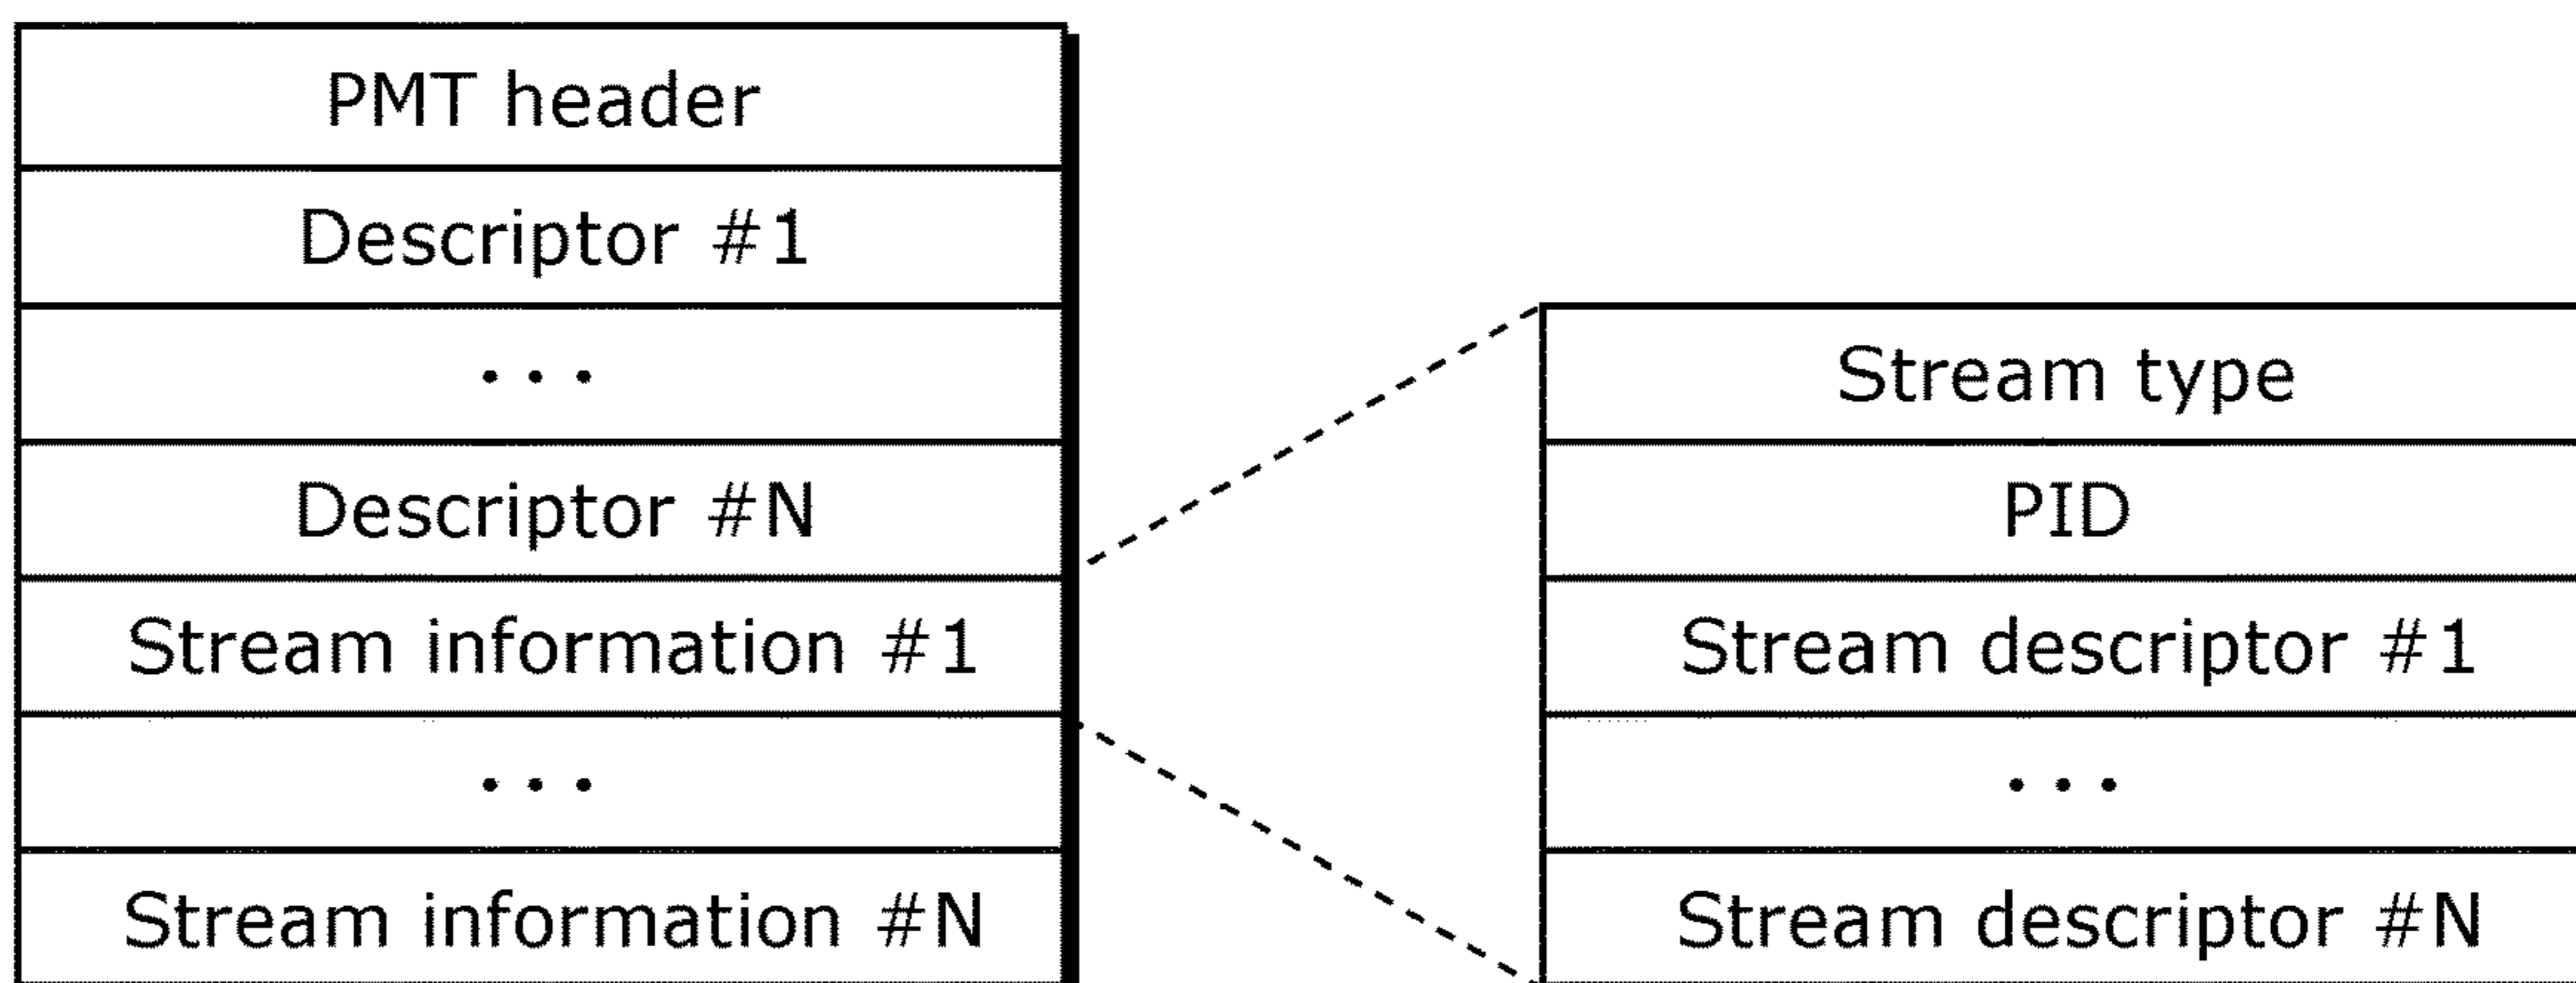 PMT header
Descriptor #1
...
Descriptor #N
Stream information #1
...
Stream information #N
Stream type
PID
Stream descriptor #1
...
Stream descriptor #N